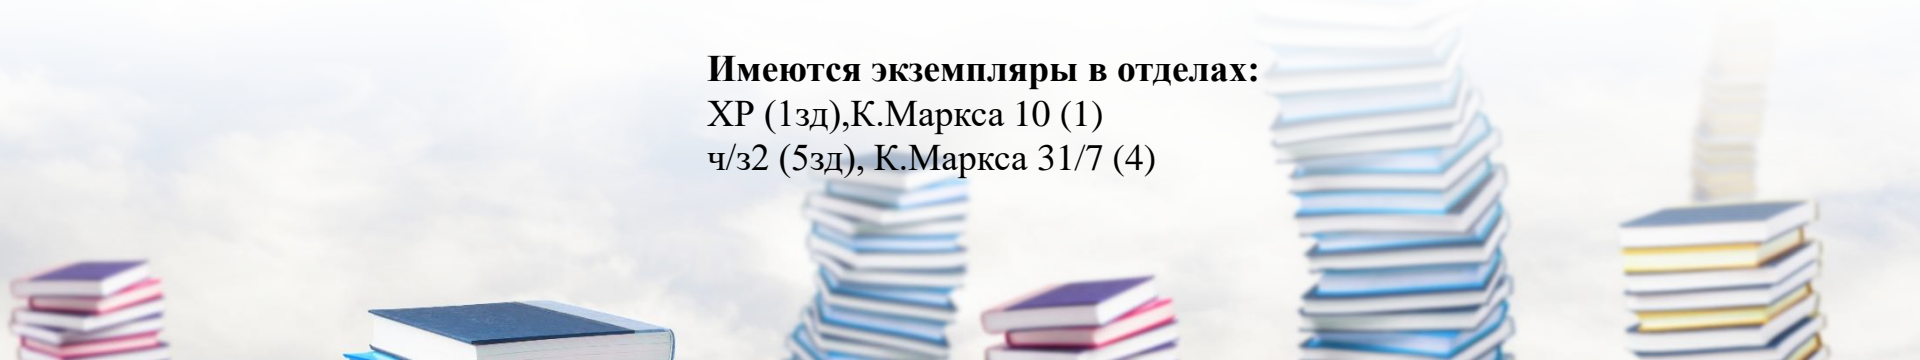 Имеются экземпляры в отделах:
ХР (1зд),К.Маркса 10 (1)
ч/з2 (5зд), К.Маркса 31/7 (4)